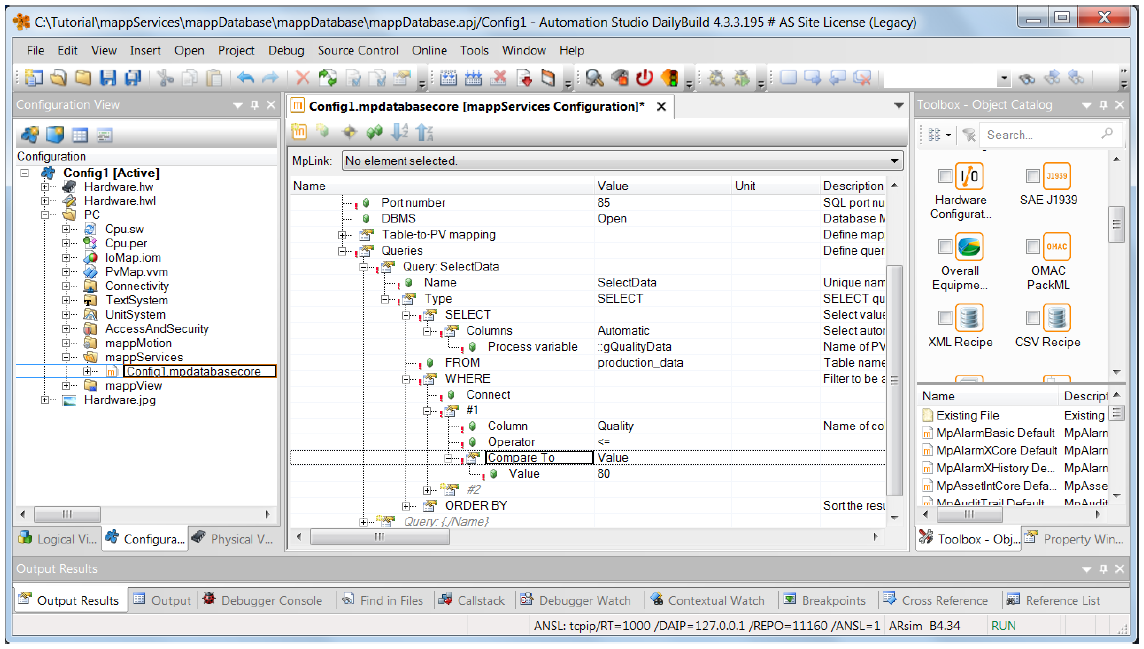 C:\Tutorial\mappServices\mappDatabase\mappDatabase\mappDatabase.apj/Config1 - Automation Studio DailyBuild 4.3.3.195 # AS Site License (Legacy)
File Edit View Insert Open Project Debug Source Control Online Tools Window Help
Configuration View
Configuration
Config1 [Active]
Hardware.hw
Hardware.hwl
PC
Cpu.sw
Cpu.per
IoMap.iom
PvMap.vvm
Connectivity
TextSystem
UnitSystem
AccessAndSecurity
mappMotion
mappServices
Config1.mpdatabasecore
mappView
Hardware.jpg
Logical Vi... Configura... Physical V...
Config1.mpdatabasecore [mappServices Configuration]*
MpLink: No element selected.
Name Value Unit Description
Port number 85 SQL port nu
DBMS Open Database M
Table-to-PV mapping Define map
Queries Define quer
Query: SelectData
Name SelectData Unique nam
Type SELECT SELECT qu
SELECT Select value
Columns Automatic Select autor
Process variable ::gQualityData Name of PV
FROM production_data Table name
WHERE Filter to be a
Connect
#1
Column Quality Name of co
Operator <=
Compare To Value
Value 80
#2
ORDER BY Sort the resu
Query: {./Name}
Toolbox - Object Catalog
Search...
I/O
Hardware
Configurat...
J1939
SAE J1939
Overall
Equipme...
OMAC
OMAC
PackML
XML Recipe
CSV Recipe
Name Descript
Existing File Existing
MpAlarmBasic Default MpAlarn
MpAlarmXCore Default MpAlarn
MpAlarmXHistory De... MpAlarn
MpAssetIntCore Defa... MpAsse
MpAuditTrail Default MpAudit
Toolbox - Obj... Property Win...
Output Results
Output Results Output Debugger Console Find in Files Callstack Debugger Watch Contextual Watch Breakpoints Cross Reference Reference List
ANSL: tcpip/RT=1000 /DAIP=127.0.0.1 /REPO=11160 /ANSL=1 ARsim B4.34 RUN